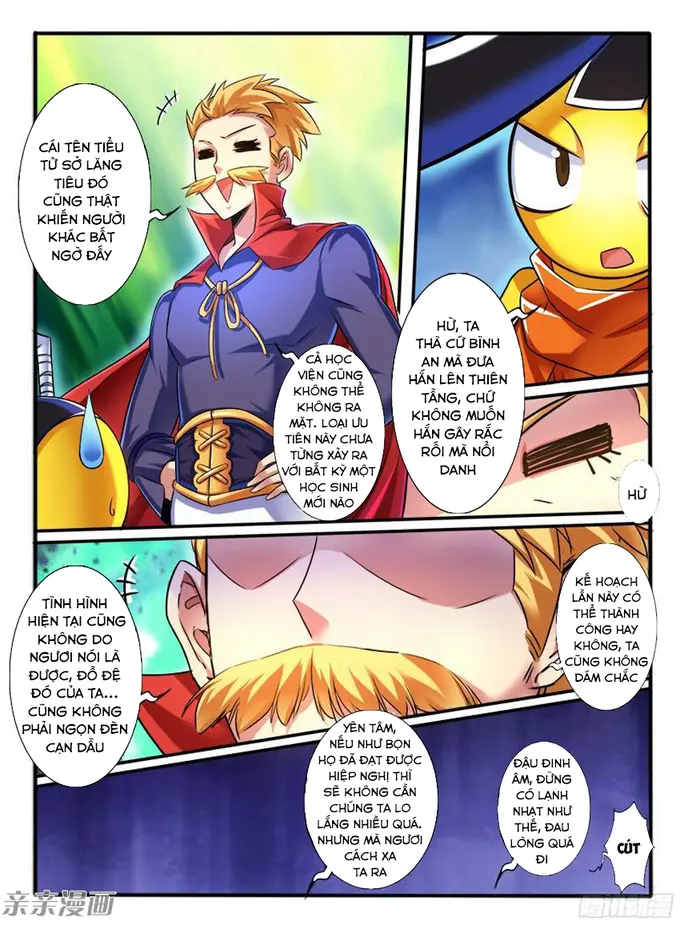 CÁI TÊN TIỂU
TỬ SỞ LĂNG
TIÊU ĐÓ
CŨNG THẬT
KHIẾN NGƯỜI
KHÁC BẤT
NGỜ ĐẤY
CẢ HỌC
VIỆN CŨNG
KHÔNG THỂ
KHÔNG RA
MẶT. LOẠI ƯU
TIÊN NÀY CHƯA
TỪNG XẢY RA
VỚI BẤT KỲ MỘT
HỌC SINH
MỚI NÀO
HỪ, TA
THÀ CỨ BÌNH
AN MÀ ĐƯA
HẮN LÊN THIÊN
TẦNG, CHỨ
KHÔNG MUỐN
HẮN GÂY RẮC
RỐI MÀ NỔI
DANH
HỪ
TÌNH HÌNH
HIỆN TẠI CŨNG
KHÔNG DO
NGƯƠI NÓI LÀ
ĐƯỢC, ĐỒ ĐỆ
ĐÓ CỦA TA...
CŨNG KHÔNG
PHẢI NGỌN ĐÈN
CẠN DẦU
KẾ HOẠCH
LẦN NÀY CÓ
THỂ THÀNH
CÔNG HAY
KHÔNG, TA
CŨNG KHÔNG
DÁM CHẮC
YÊN TÂM,
NẾU NHƯ BỌN
HỌ ĐÃ ĐẠT ĐƯỢC
HIỆP NGHỊ THÌ
SẼ KHÔNG CẦN
CHÚNG TA LO
LẮNG NHIỀU QUÁ.
NHƯNG MÀ NGƯƠI
CÁCH XA
TA RA
ĐẬU ĐINH
ÂM, ĐỪNG
CÓ LẠNH
NHẠT NHƯ
THẾ, ĐAU
LÒNG QUÁ
ĐI
CÚT
亲亲漫画